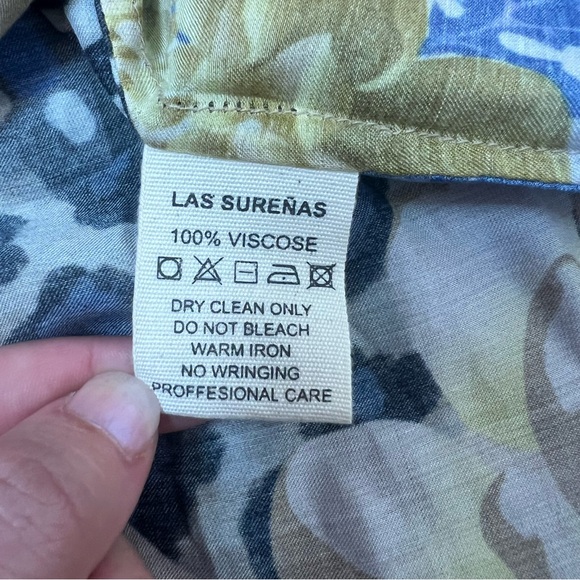 LAS SUREÑAS
100% VISCOSE
DRY CLEAN ONLY
DO NOT BLEACH
WARM IRON
NO WRINGING
PROFFESIONAL CARE